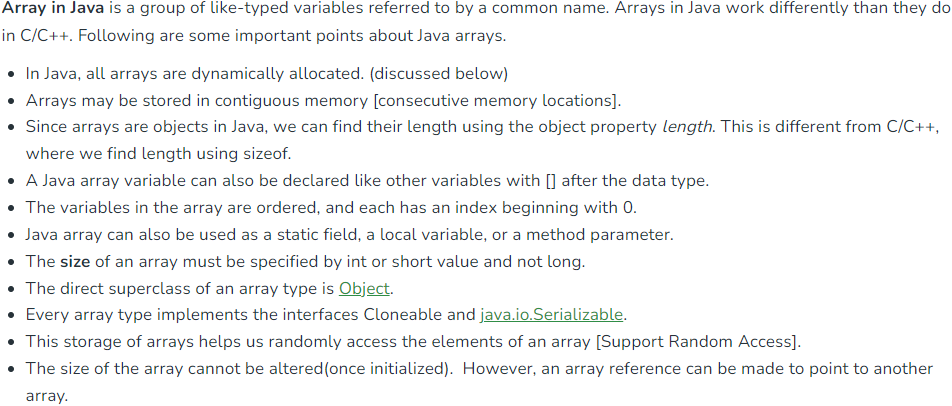 Array in Java is a group of like-typed variables referred to by a common name. Arrays in Java work differently than they do
in C/C++. Following are some important points about Java arrays.
• In Java, all arrays are dynamically allocated. (discussed below)
• Arrays may be stored in contiguous memory [consecutive memory locations].
• Since arrays are objects in Java, we can find their length using the object property length. This is different from C/C++,
where we find length using sizeof.
• A Java array variable can also be declared like other variables with [] after the data type.
• The variables in the array are ordered, and each has an index beginning with 0.
• Java array can also be used as a static field, a local variable, or a method parameter.
• The size of an array must be specified by int or short value and not long.
• The direct superclass of an array type is Object.
• Every array type implements the interfaces Cloneable and java.io.Serializable.
• This storage of arrays helps us randomly access the elements of an array [Support Random Access].
• The size of the array cannot be altered(once initialized).  However, an array reference can be made to point to another
array.